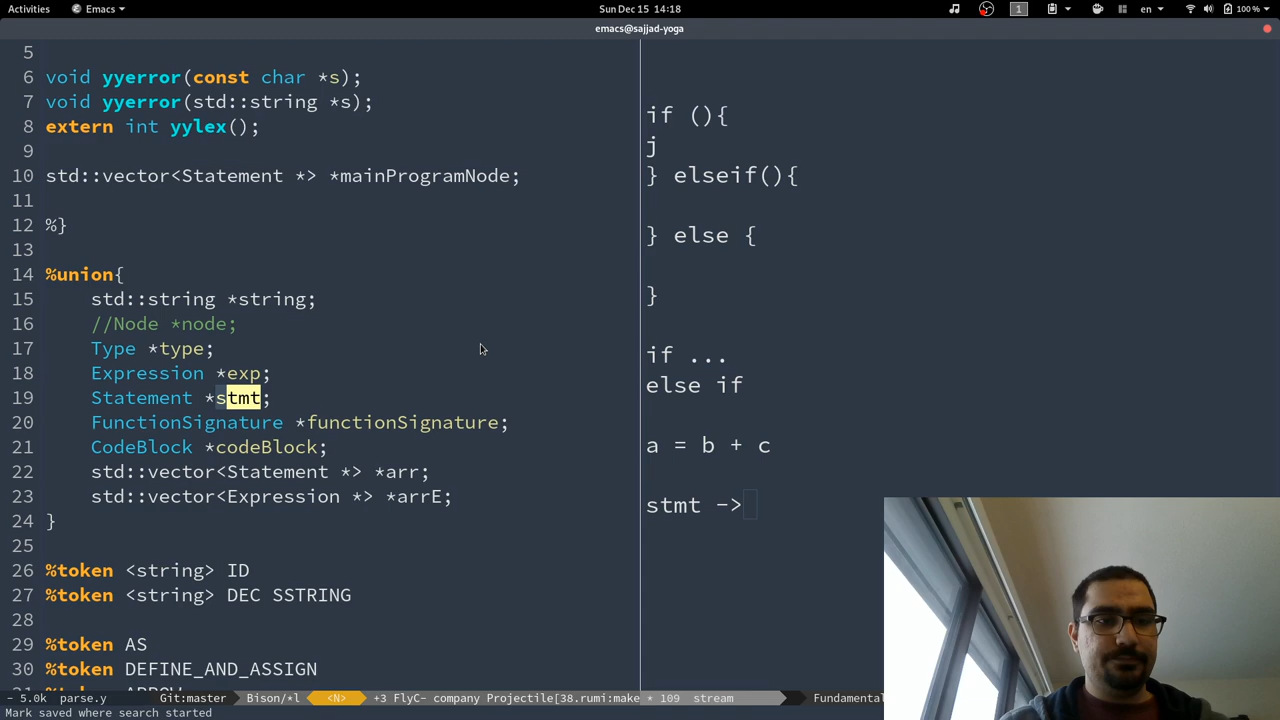 Activities Emacs Sun Dec 15 14:18 1 en 100 %
emacs@sajjad-yoga
5
6 void yyerror(const char *s);
7 void yyerror(std::string *s);
8 extern int yylex();
9
10 std::vector<Statement *> *mainProgramNode;
11
12 %}
13
14 %union{
15 std::string *string;
16 //Node *node;
17 Type *type;
18 Expression *exp;
19 Statement *stmt;
20 FunctionSignature *functionSignature;
21 CodeBlock *codeBlock;
22 std::vector<Statement *> *arr;
23 std::vector<Expression *> *arrE;
24 }
25
26 %token <string> ID
27 %token <string> DEC SSTRING
28
29 %token AS
30 %token DEFINE_AND_ASSIGN
if (){
j
} elseif(){
} else {
}
if ...
else if
a = b + c
stmt ->
- 5.0k parse.y Git:master Bison/*l <N> +3 FlyC- company Projectile[38.rumi:make * 109 stream Fundamental
Mark saved where search started